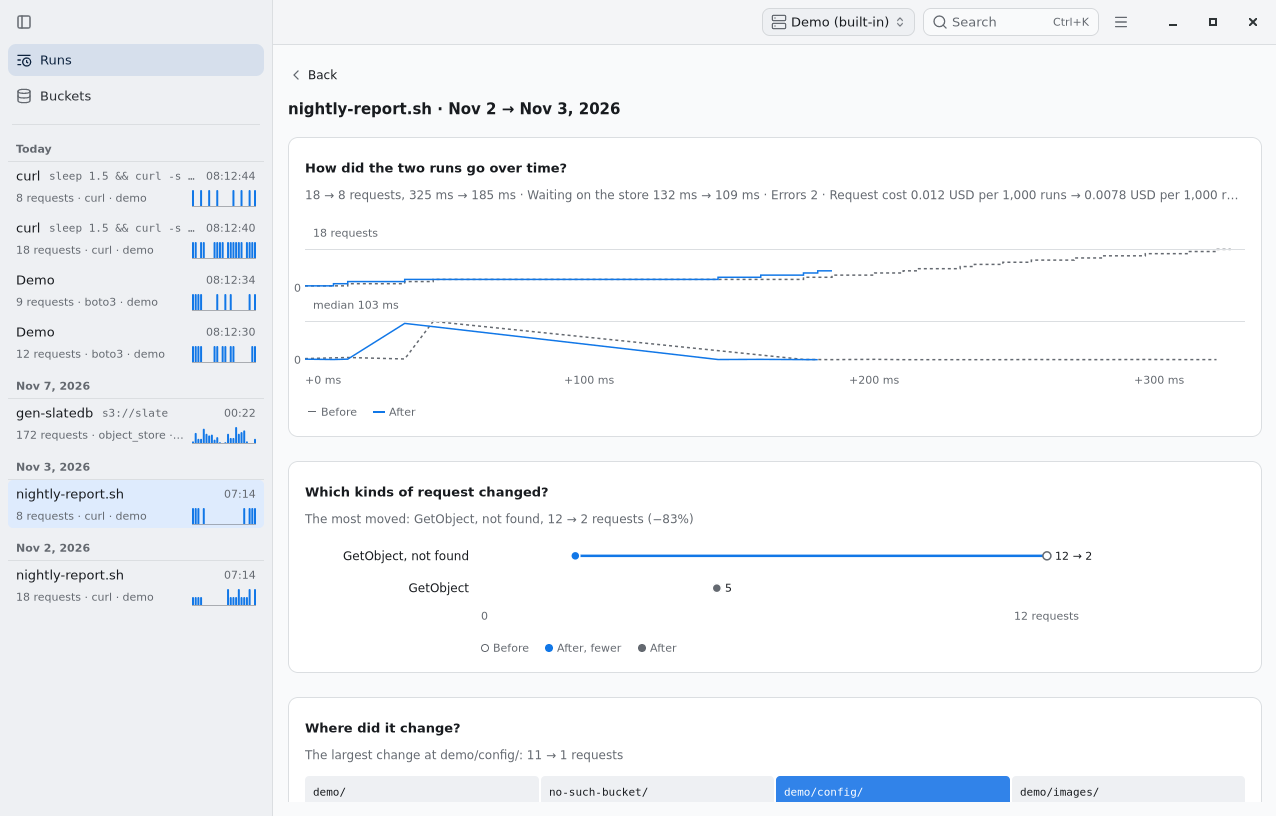 Demo (built-in)
Search
Ctrl+K
Runs
Buckets
Today
curl sleep 1.5 && curl -s … 08:12:44
8 requests · curl · demo
curl sleep 1.5 && curl -s … 08:12:40
18 requests · curl · demo
Demo 08:12:34
9 requests · boto3 · demo
Demo 08:12:30
12 requests · boto3 · demo
Nov 7, 2026
gen-slatedb s3://slate 00:22
172 requests · object_store ·…
Nov 3, 2026
nightly-report.sh 07:14
8 requests · curl · demo
Nov 2, 2026
nightly-report.sh 07:14
18 requests · curl · demo
Back
nightly-report.sh · Nov 2 → Nov 3, 2026
How did the two runs go over time?
18 → 8 requests, 325 ms → 185 ms · Waiting on the store 132 ms → 109 ms · Errors 2 · Request cost 0.012 USD per 1,000 runs → 0.0078 USD per 1,000 r…
18 requests
0
median 103 ms
0
+0 ms +100 ms +200 ms +300 ms
Before After
Which kinds of request changed?
The most moved: GetObject, not found, 12 → 2 requests (−83%)
GetObject, not found 12 → 2
GetObject 5
0 12 requests
Before After, fewer After
Where did it change?
The largest change at demo/config/: 11 → 1 requests
demo/ no-such-bucket/ demo/config/ demo/images/